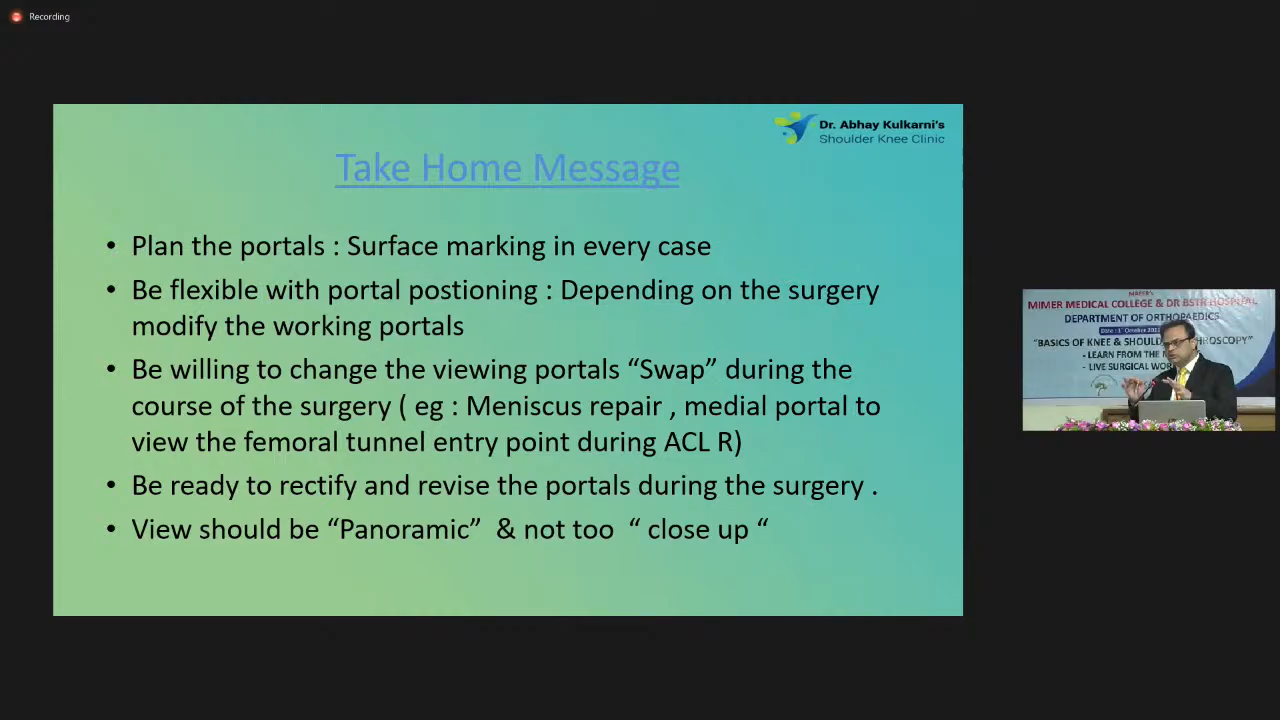 Recording
Dr. Abhay Kulkarni's
Shoulder Knee Clinic
Take Home Message
• Plan the portals : Surface marking in every case
• Be flexible with portal postioning : Depending on the surgery
modify the working portals
• Be willing to change the viewing portals “Swap” during the
course of the surgery ( eg : Meniscus repair , medial portal to
view the femoral tunnel entry point during ACL R)
• Be ready to rectify and revise the portals during the surgery .
• View should be “Panoramic” & not too “ close up “
MAEER's
MIMER MEDICAL COLLEGE & DR BSTR HOSPITAL
DEPARTMENT OF ORTHOPAEDICS
"BASICS OF KNEE &
- LEARN FROM THE
- LIVE SURGICAL